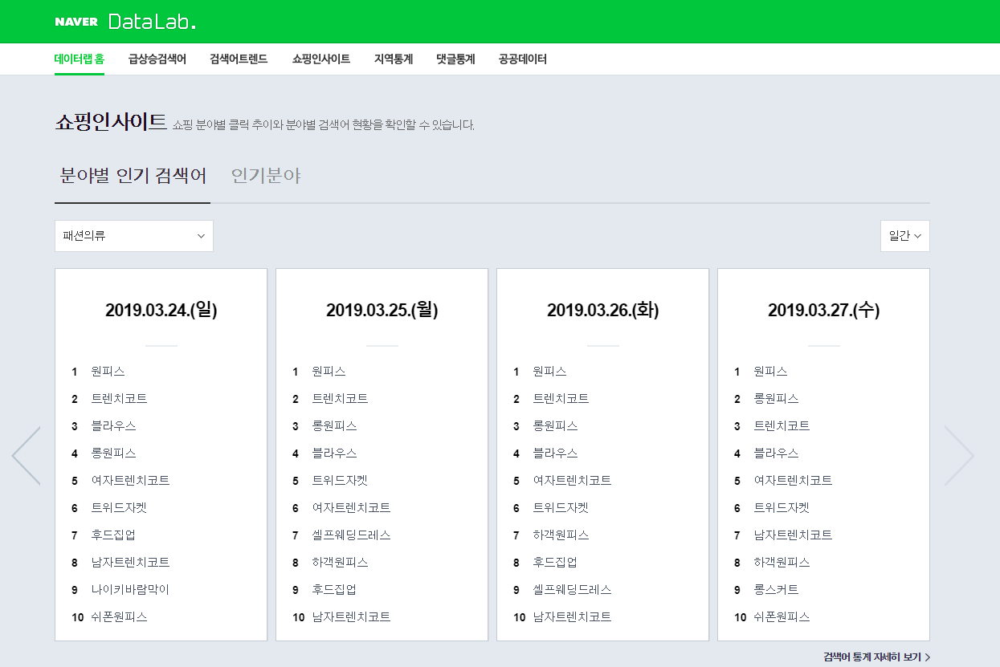 NAVER DataLab.
데이터랩 홈 급상승검색어 검색어트렌드 쇼핑인사이트 지역통계 댓글통계 공공데이터
쇼핑인사이트 쇼핑 분야별 클릭 추이와 분야별 검색어 현황을 확인할 수 있습니다.
분야별 인기 검색어 인기분야
패션의류 일간
2019.03.24.(일)
1 원피스
2 트렌치코트
3 블라우스
4 롱원피스
5 여자트렌치코트
6 트위드자켓
7 후드집업
8 남자트렌치코트
9 나이키바람막이
10 쉬폰원피스
2019.03.25.(월)
1 원피스
2 트렌치코트
3 롱원피스
4 블라우스
5 트위드자켓
6 여자트렌치코트
7 셀프웨딩드레스
8 하객원피스
9 후드집업
10 남자트렌치코트
2019.03.26.(화)
1 원피스
2 트렌치코트
3 롱원피스
4 블라우스
5 여자트렌치코트
6 트위드자켓
7 하객원피스
8 후드집업
9 셀프웨딩드레스
10 남자트렌치코트
2019.03.27.(수)
1 원피스
2 롱원피스
3 트렌치코트
4 블라우스
5 여자트렌치코트
6 트위드자켓
7 남자트렌치코트
8 하객원피스
9 롱스커트
10 쉬폰원피스
검색어 통계 자세히 보기